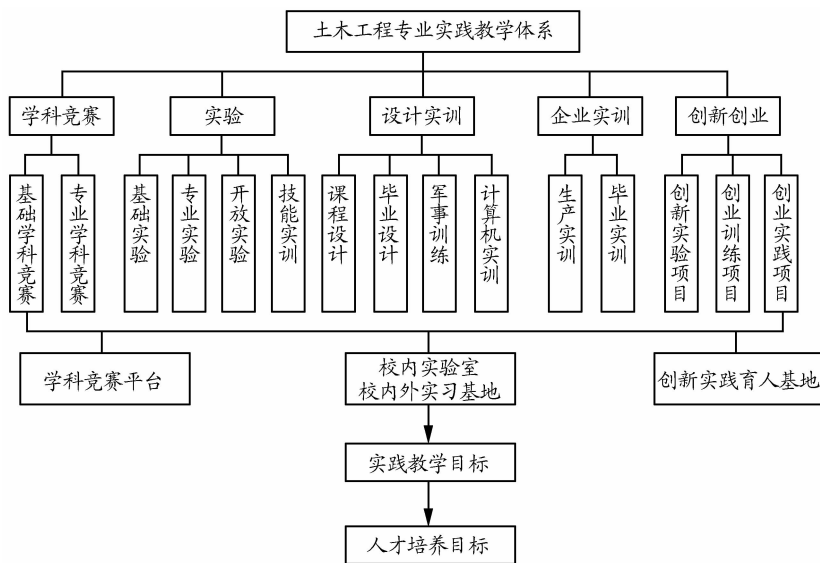 土木工程专业实践教学体系
学科竞赛
实验
设计实训
企业实训
创新创业
基础学科竞赛
专业学科竞赛
基础实验
专业实验
开放实验
技能实训
课程设计
毕业设计
军事训练
计算机实训
生产实训
毕业实训
创新实验项目
创业训练项目
创业实践项目
学科竞赛平台
校内实验室
校内外实习基地
创新实践育人基地
实践教学目标
人才培养目标